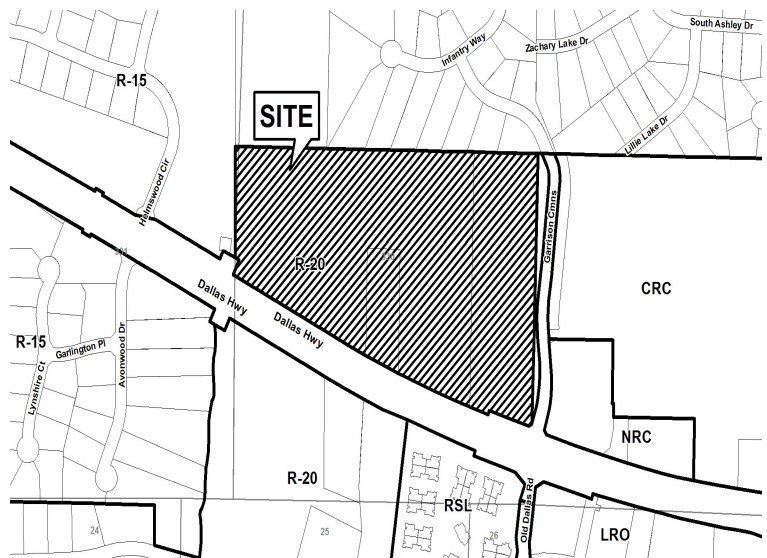 South Ashley Dr
Infantry Way
Zachary Lake Dr
R-15
SITE
Lillie Lake Dr
Helmswood Cir
Garrison Cmns
R-20
Dallas Hwy
Dallas Hwy
CRC
R-15
Garlington Pl
Avonwood Dr
Lynshire Ct
NRC
R-20
RSL
Old Dallas Rd
LRO
24
25
26